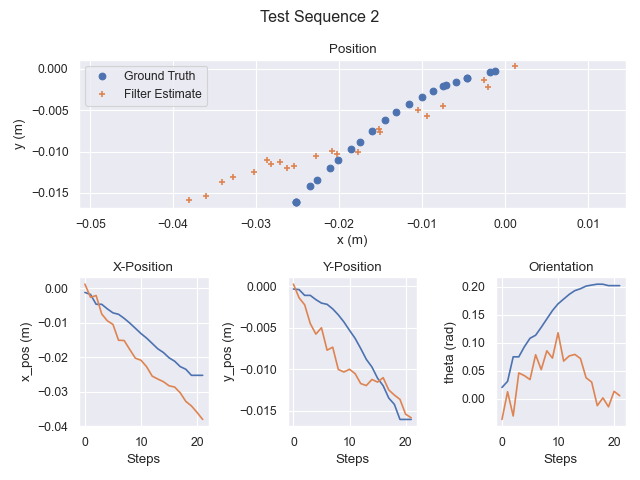 Test Sequence 2
Position
0.000
−0.005
−0.010
−0.015
y (m)
Ground Truth
Filter Estimate
−0.05
−0.04
−0.03
−0.02
−0.01
0.00
0.01
x (m)
X-Position
0.00
−0.01
−0.02
−0.03
−0.04
x_pos (m)
0
10
20
Steps
Y-Position
0.000
−0.005
−0.010
−0.015
y_pos (m)
0
10
20
Steps
Orientation
0.20
0.15
0.10
0.05
0.00
theta (rad)
0
10
20
Steps